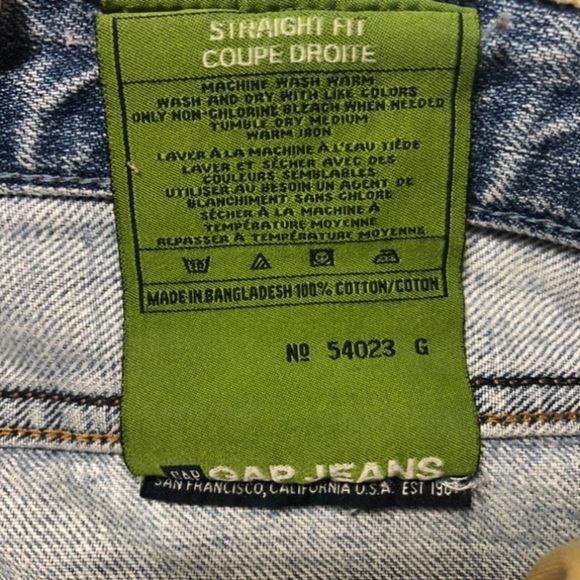 STRAIGHT FIT
COUPE DROITE
MACHINE WASH WARM
WASH AND DRY WITH LIKE COLORS
ONLY NON-CHLORINE BLEACH WHEN NEEDED
TUMBLE DRY MEDIUM
WARM IRON
LAVER À LA MACHINE À L'EAU TIÈDE
LAVER ET SÉCHER AVEC DES
COULEURS SEMBLABLES
UTILISER AU BESOIN UN AGENT DE
BLANCHIMENT SANS CHLORE
SÉCHER À LA MACHINE À
TEMPÉRATURE MOYENNE
REPASSER À TEMPÉRATURE MOYENNE
MADE IN BANGLADESH 100% COTTON/COTON
Nº 54023 G
GAP GAP JEANS
SAN FRANCISCO, CALIFORNIA U.S.A. EST